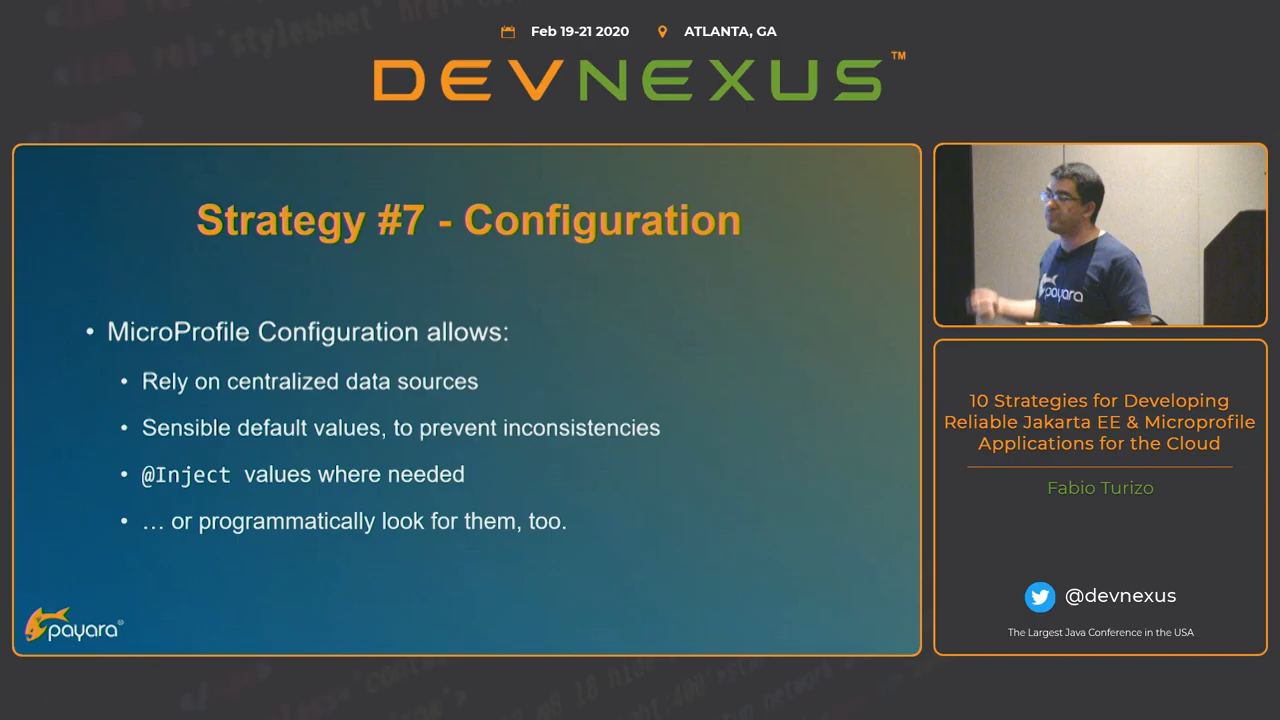 Feb 19-21 2020
ATLANTA, GA
DEVNEXUS™
Strategy #7 - Configuration
• MicroProfile Configuration allows:
• Rely on centralized data sources
• Sensible default values, to prevent inconsistencies
• @Inject values where needed
• … or programmatically look for them, too.
payara®
payara
10 Strategies for Developing
Reliable Jakarta EE & Microprofile
Applications for the Cloud
Fabio Turizo
@devnexus
The Largest Java Conference in the USA